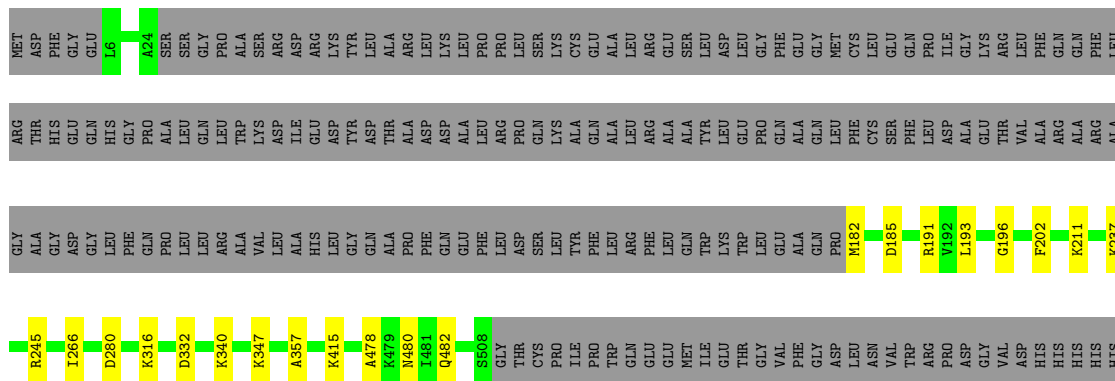 MET ASP PHE GLY GLU L6 A24 SER SER GLY PRO ALA SER ARG ASP ARG LYS TYR LEU ALA ARG LEU LYS LEU PRO PRO LEU SER LYS CYS GLU ALA LEU ARG GLU SER LEU ASP LEU GLY PHE GLU GLY MET CYS LEU GLU GLN PRO ILE GLY LYS ARG LEU PHE GLN GLN PHE LEU
ARG THR HIS GLU GLN HIS GLY PRO ALA LEU GLN LEU TRP LYS ASP ILE GLU ASP TYR ASP THR ALA ASP ASP ALA LEU ARG PRO GLN LYS ALA GLN ALA LEU ARG ALA ALA TYR LEU GLU PRO GLN ALA GLN LEU PHE CYS SER PHE LEU ASP ALA GLU THR VAL ALA ARG ALA ARG ALA
GLY ALA GLY ASP GLY LEU PHE GLN PRO LEU LEU ARG ALA VAL LEU ALA HIS LEU GLY GLN ALA PRO PHE GLN GLU PHE LEU ASP SER LEU TYR PHE LEU ARG PHE LEU GLN TRP LYS TRP LEU GLU ALA GLN PRO M182 D185 R191 V192 L193 G196 F202 K211 K237
R245 I266 D280 K316 D332 K340 K347 A357 K415 A478 K479 N480 I481 Q482 S508 GLY THR CYS PRO ILE PRO TRP GLN GLU GLU MET ILE GLU THR GLY VAL PHE GLY ASP LEU ASN VAL TRP ARG PRO ASP GLY VAL ASP HIS HIS HIS HIS HIS